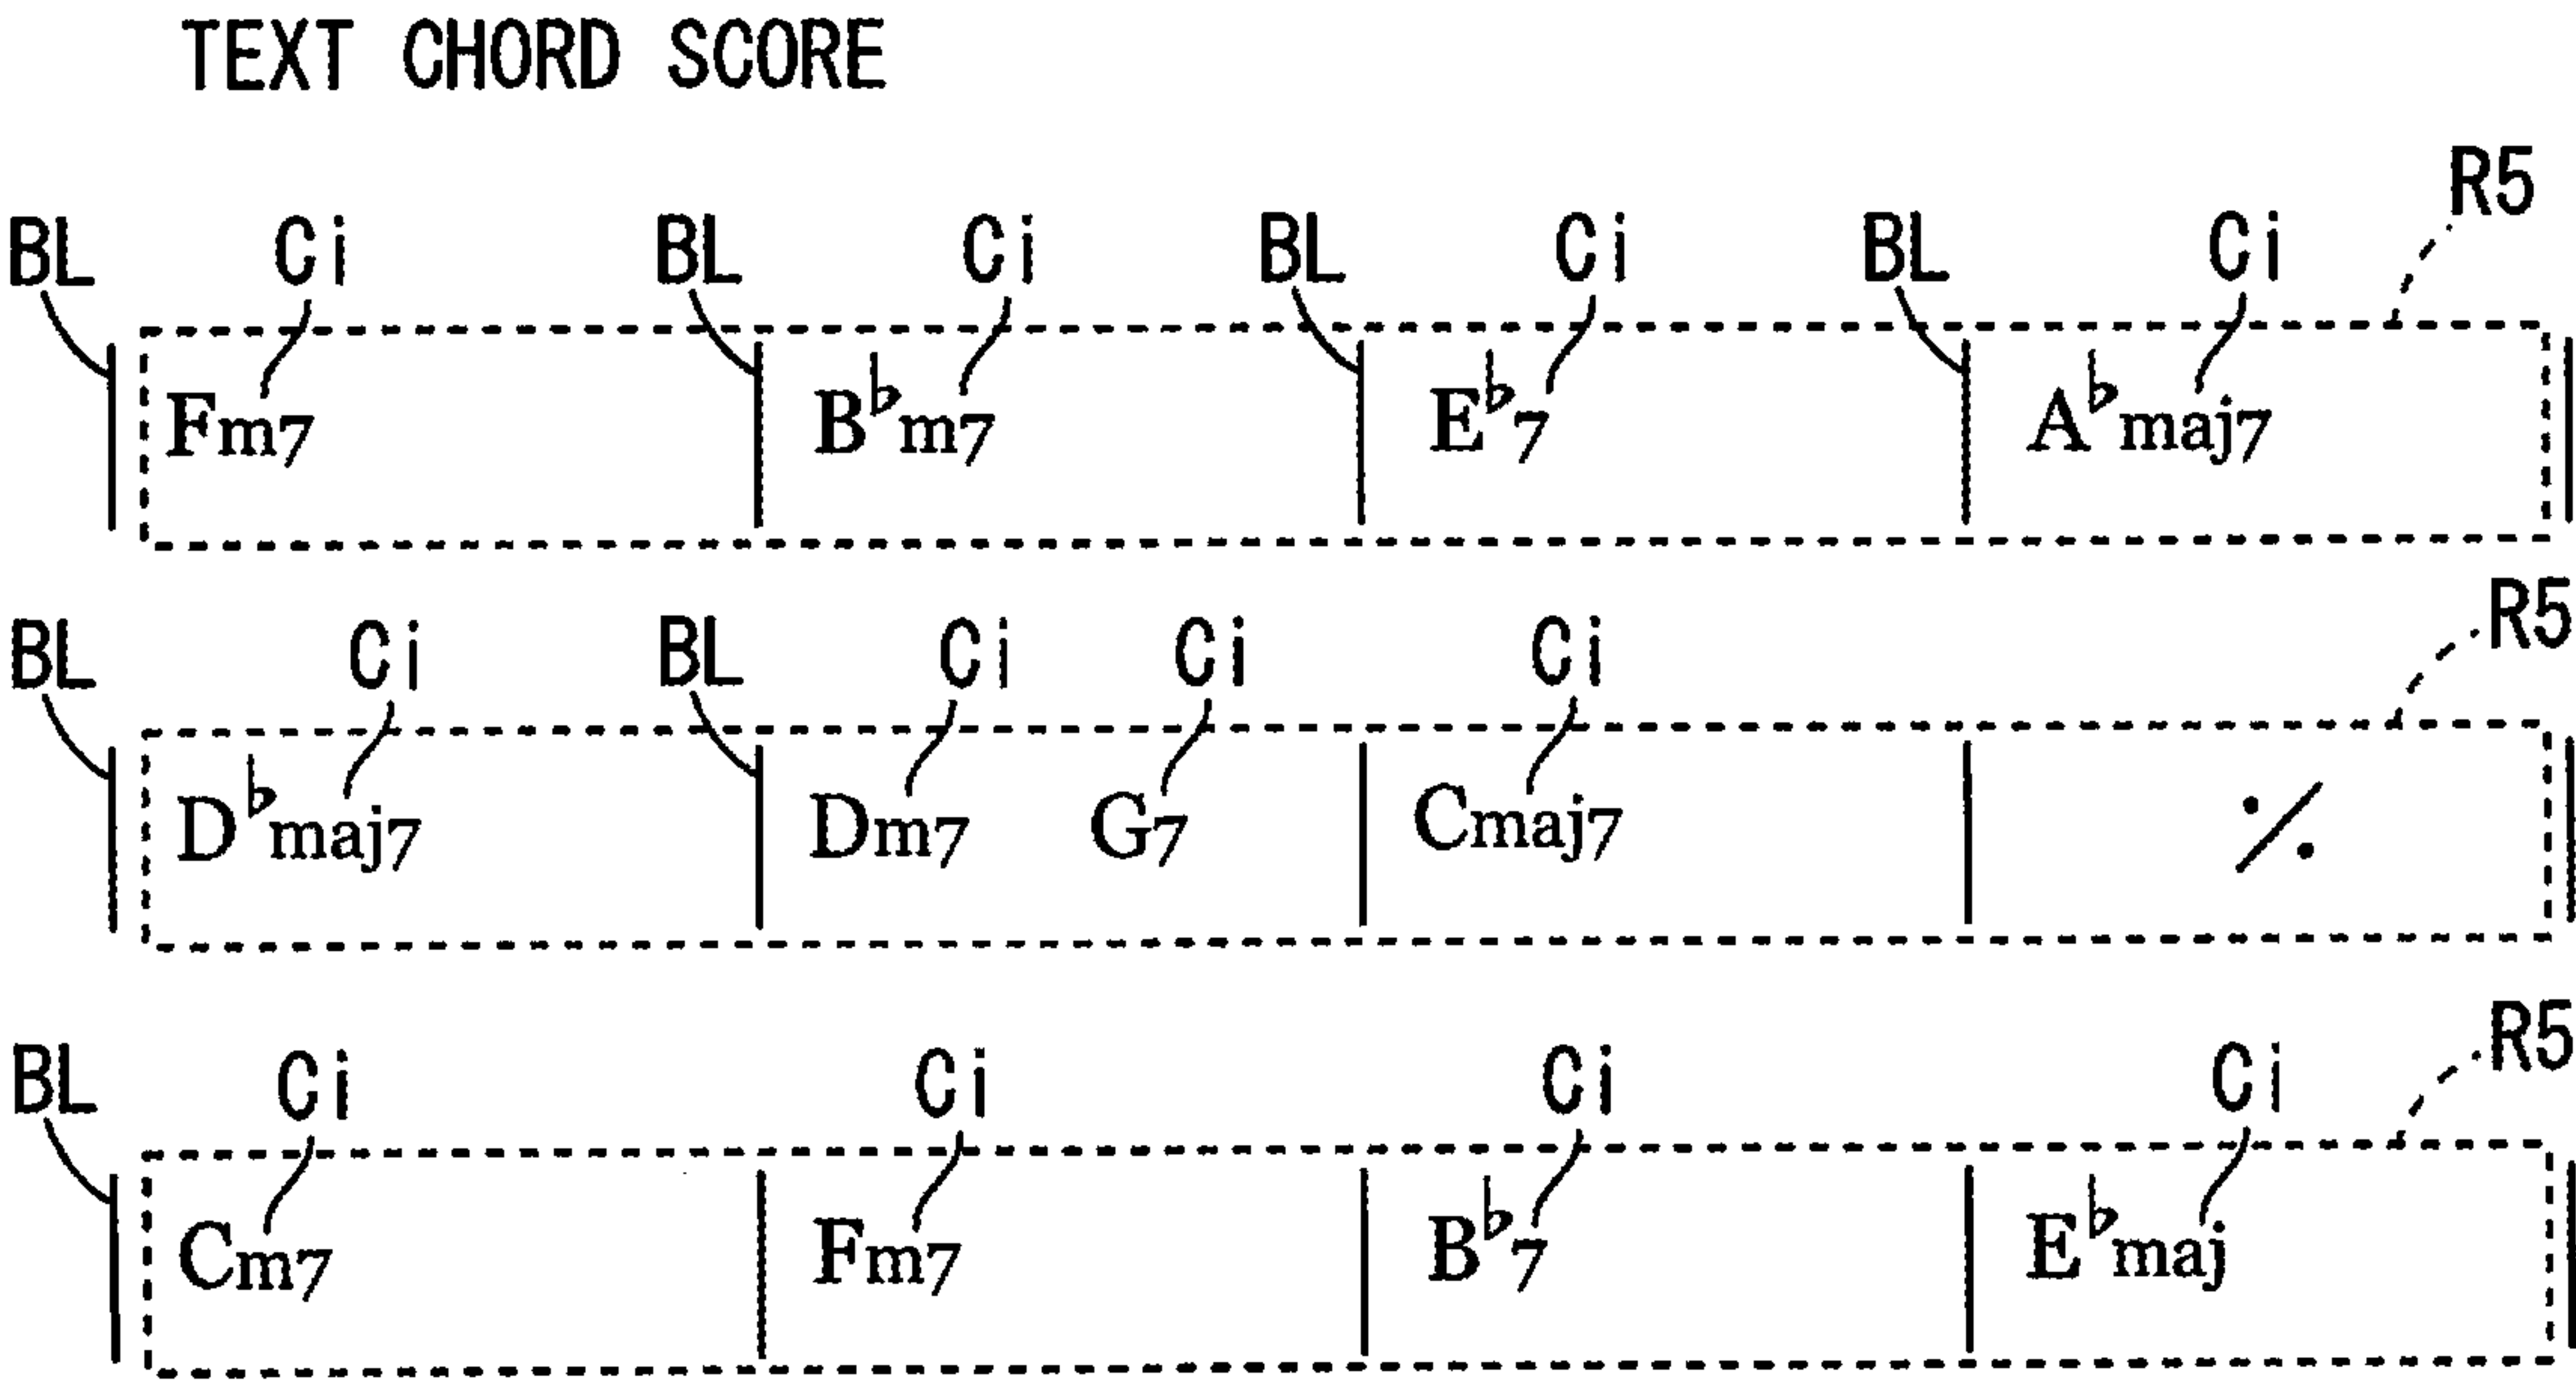 TEXT CHORD SCORE
R5
BL Ci BL Ci BL Ci BL Ci
Fm7 B♭m7 E♭7 A♭maj7
R5
BL Ci BL Ci Ci Ci
D♭maj7 Dm7 G7 Cmaj7 𝄎
R5
BL Ci Ci Ci Ci
Cm7 Fm7 B♭7 E♭maj